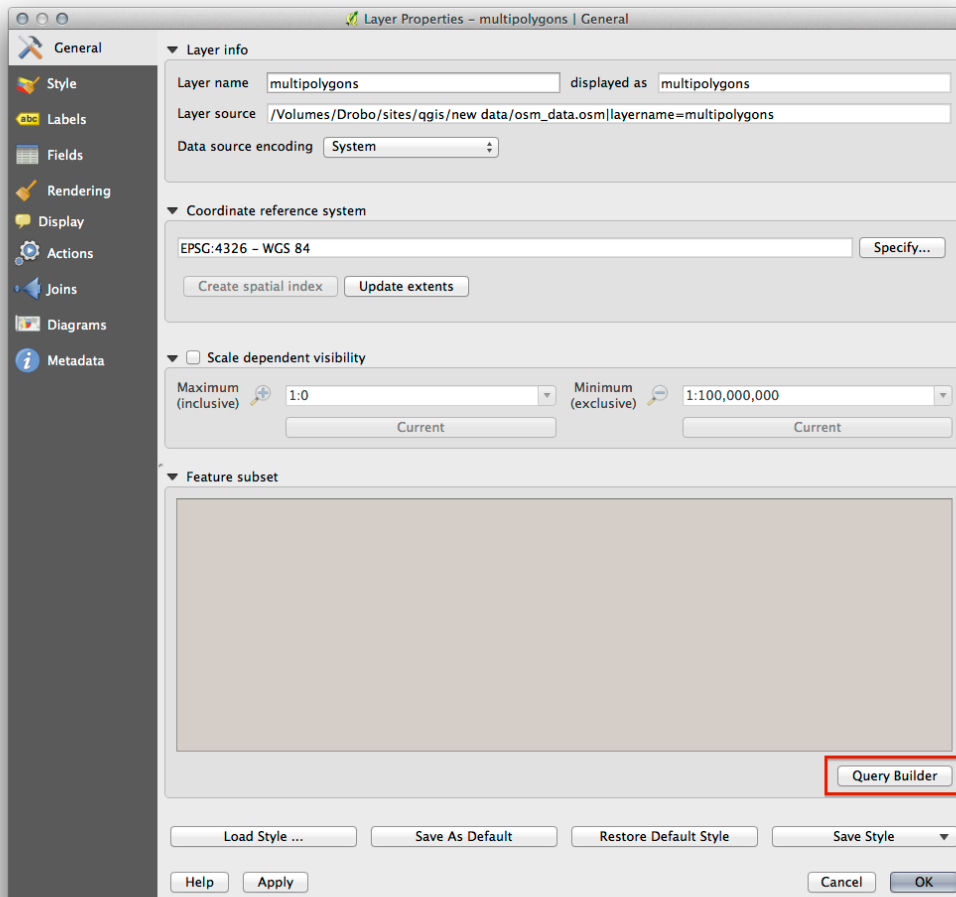 Layer Properties – multipolygons | General
General
Style
abc Labels
Fields
Rendering
Display
Actions
Joins
Diagrams
i Metadata
Layer info
Layer name multipolygons displayed as multipolygons
Layer source /Volumes/Drobo/sites/qgis/new data/osm_data.osm|layername=multipolygons
Data source encoding System
Coordinate reference system
EPSG:4326 – WGS 84 Specify...
Create spatial index Update extents
Scale dependent visibility
Maximum (inclusive) 1:0 Minimum (exclusive) 1:100,000,000
Current Current
Feature subset
Query Builder
Load Style ... Save As Default Restore Default Style Save Style
Help Apply Cancel OK